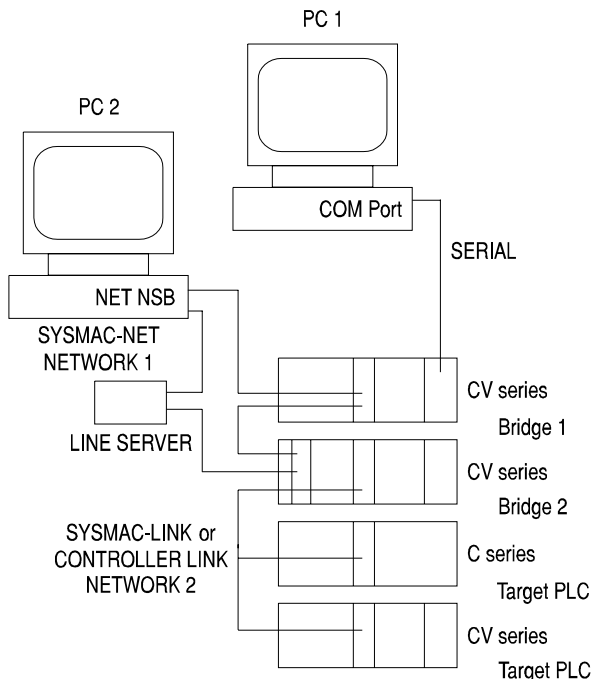 PC 1
PC 2
COM Port
SERIAL
NET NSB
SYSMAC-NET
NETWORK 1
LINE SERVER
CV series
Bridge 1
CV series
Bridge 2
SYSMAC-LINK or
CONTROLLER LINK
NETWORK 2
C series
Target PLC
CV series
Target PLC